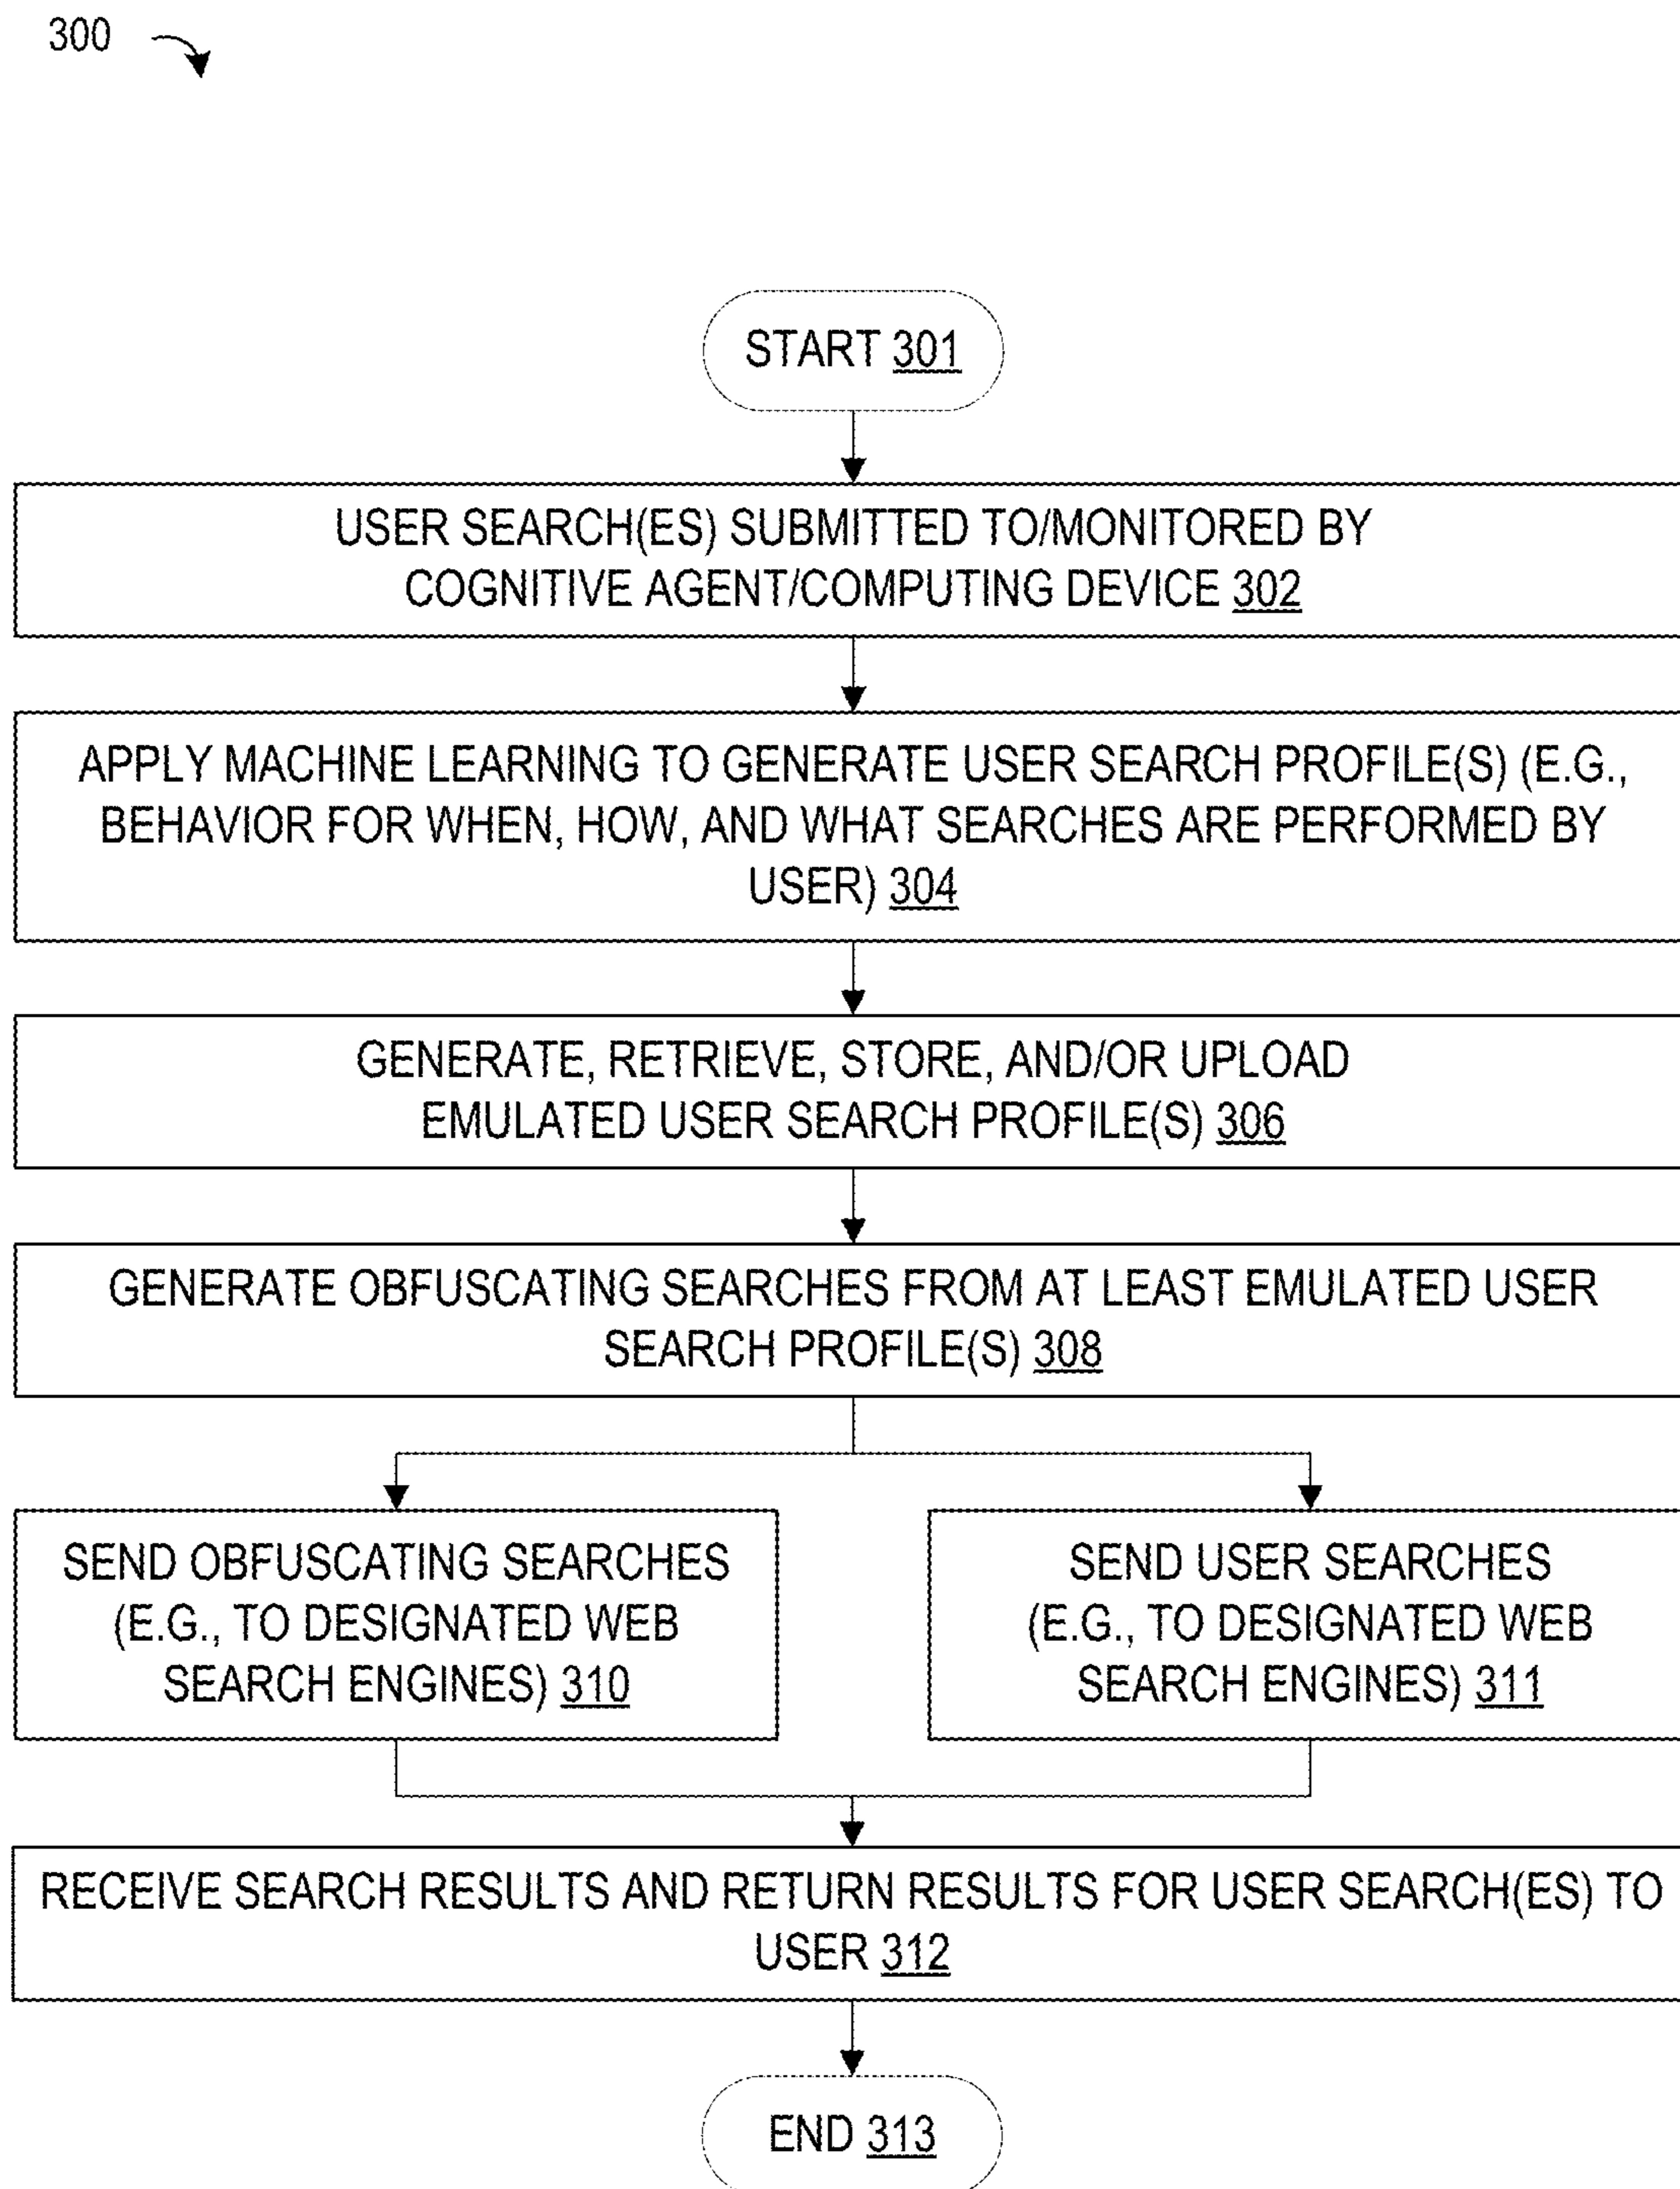 300
START 301
USER SEARCH(ES) SUBMITTED TO/MONITORED BY
COGNITIVE AGENT/COMPUTING DEVICE 302
APPLY MACHINE LEARNING TO GENERATE USER SEARCH PROFILE(S) (E.G.,
BEHAVIOR FOR WHEN, HOW, AND WHAT SEARCHES ARE PERFORMED BY
USER) 304
GENERATE, RETRIEVE, STORE, AND/OR UPLOAD
EMULATED USER SEARCH PROFILE(S) 306
GENERATE OBFUSCATING SEARCHES FROM AT LEAST EMULATED USER
SEARCH PROFILE(S) 308
SEND OBFUSCATING SEARCHES
(E.G., TO DESIGNATED WEB
SEARCH ENGINES) 310
SEND USER SEARCHES
(E.G., TO DESIGNATED WEB
SEARCH ENGINES) 311
RECEIVE SEARCH RESULTS AND RETURN RESULTS FOR USER SEARCH(ES) TO
USER 312
END 313